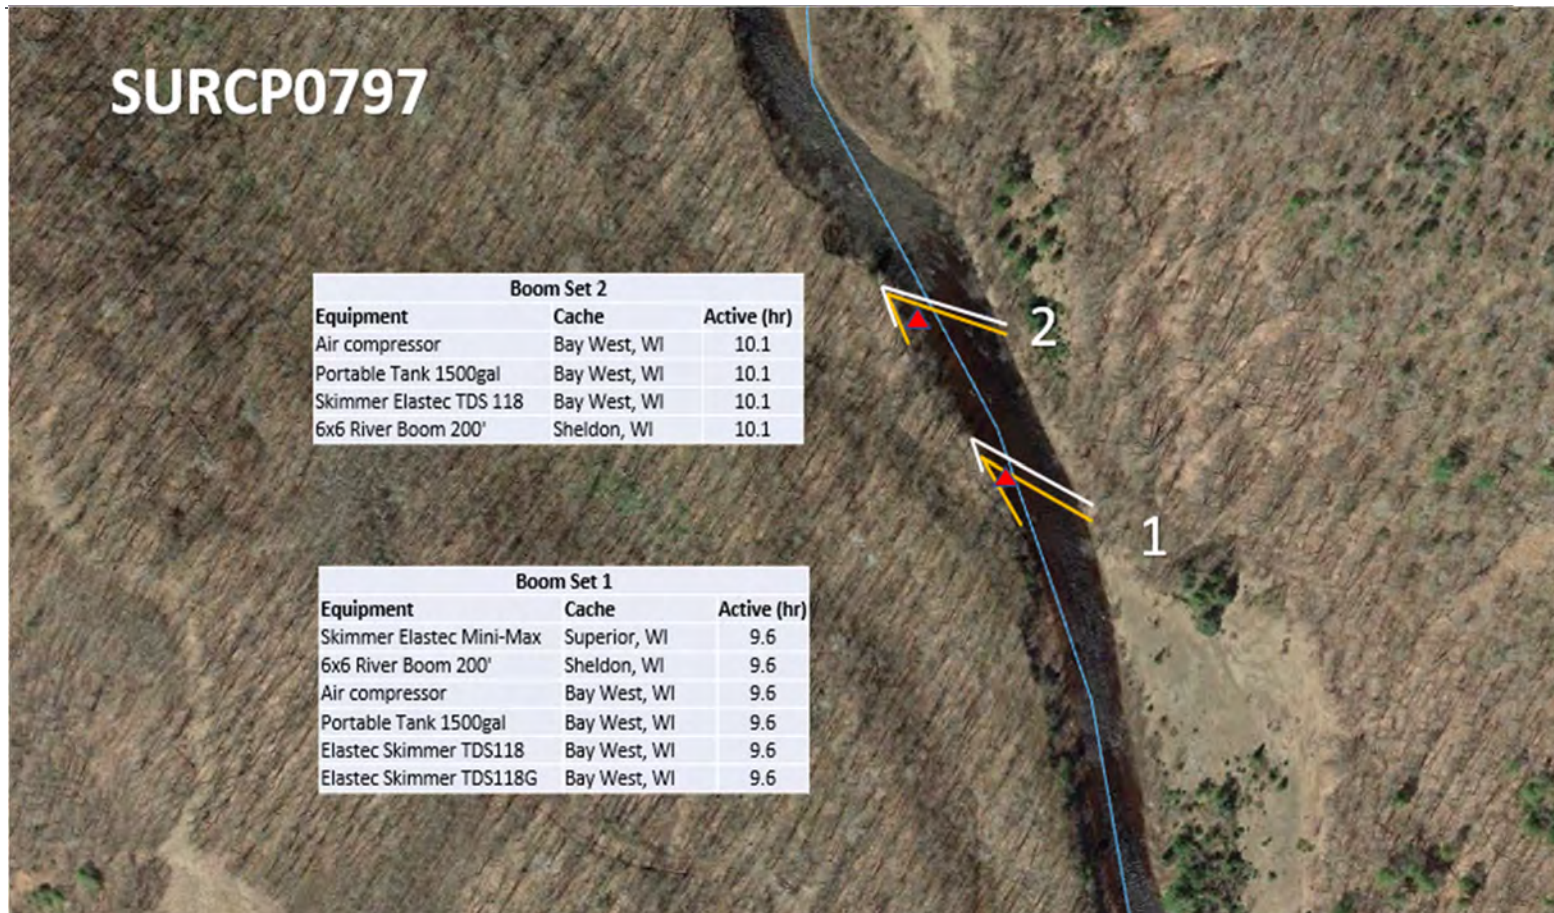 SURCP0797
Boom Set 2
Equipment Cache Active (hr)
Air compressor Bay West, WI 10.1
Portable Tank 1500gal Bay West, WI 10.1
Skimmer Elastec TDS 118 Bay West, WI 10.1
6x6 River Boom 200' Sheldon, WI 10.1
2
1
Boom Set 1
Equipment Cache Active (hr)
Skimmer Elastec Mini-Max Superior, WI 9.6
6x6 River Boom 200' Sheldon, WI 9.6
Air compressor Bay West, WI 9.6
Portable Tank 1500gal Bay West, WI 9.6
Elastec Skimmer TDS118 Bay West, WI 9.6
Elastec Skimmer TDS118G Bay West, WI 9.6